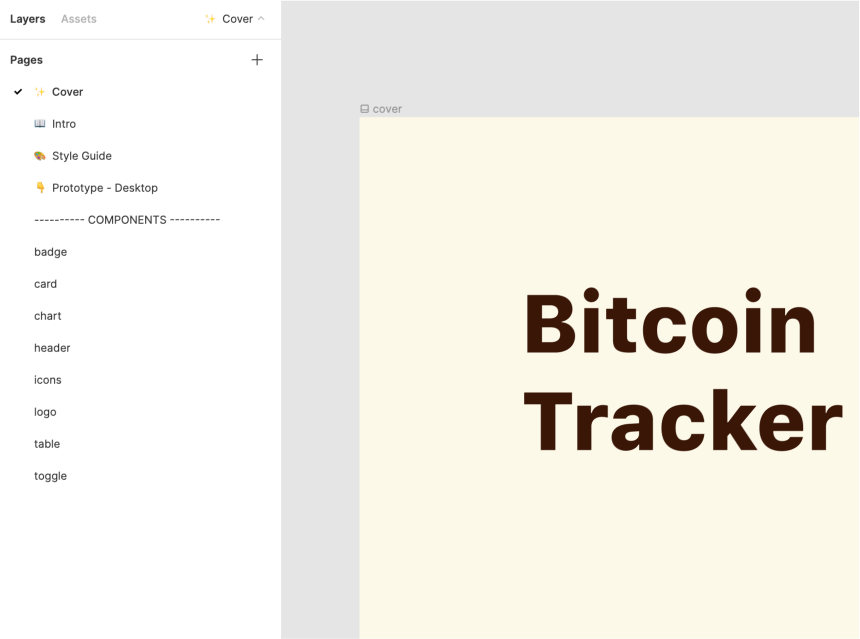 Layers Assets ✨ Cover
Pages
✨ Cover
📖 Intro
🎨 Style Guide
👇 Prototype - Desktop
---------- COMPONENTS ----------
badge
card
chart
header
icons
logo
table
toggle
cover
Bitcoin
Tracker